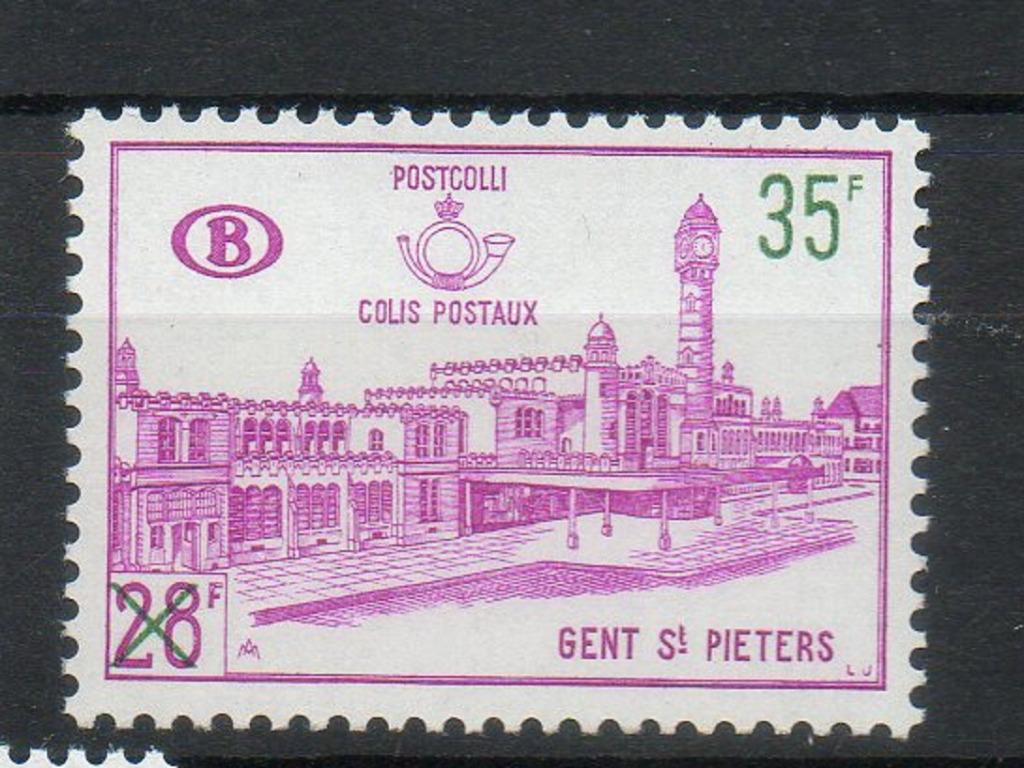 POSTCOLLI
B
35F
COLIS POSTAUX
28F
GENT St PIETERS
L J